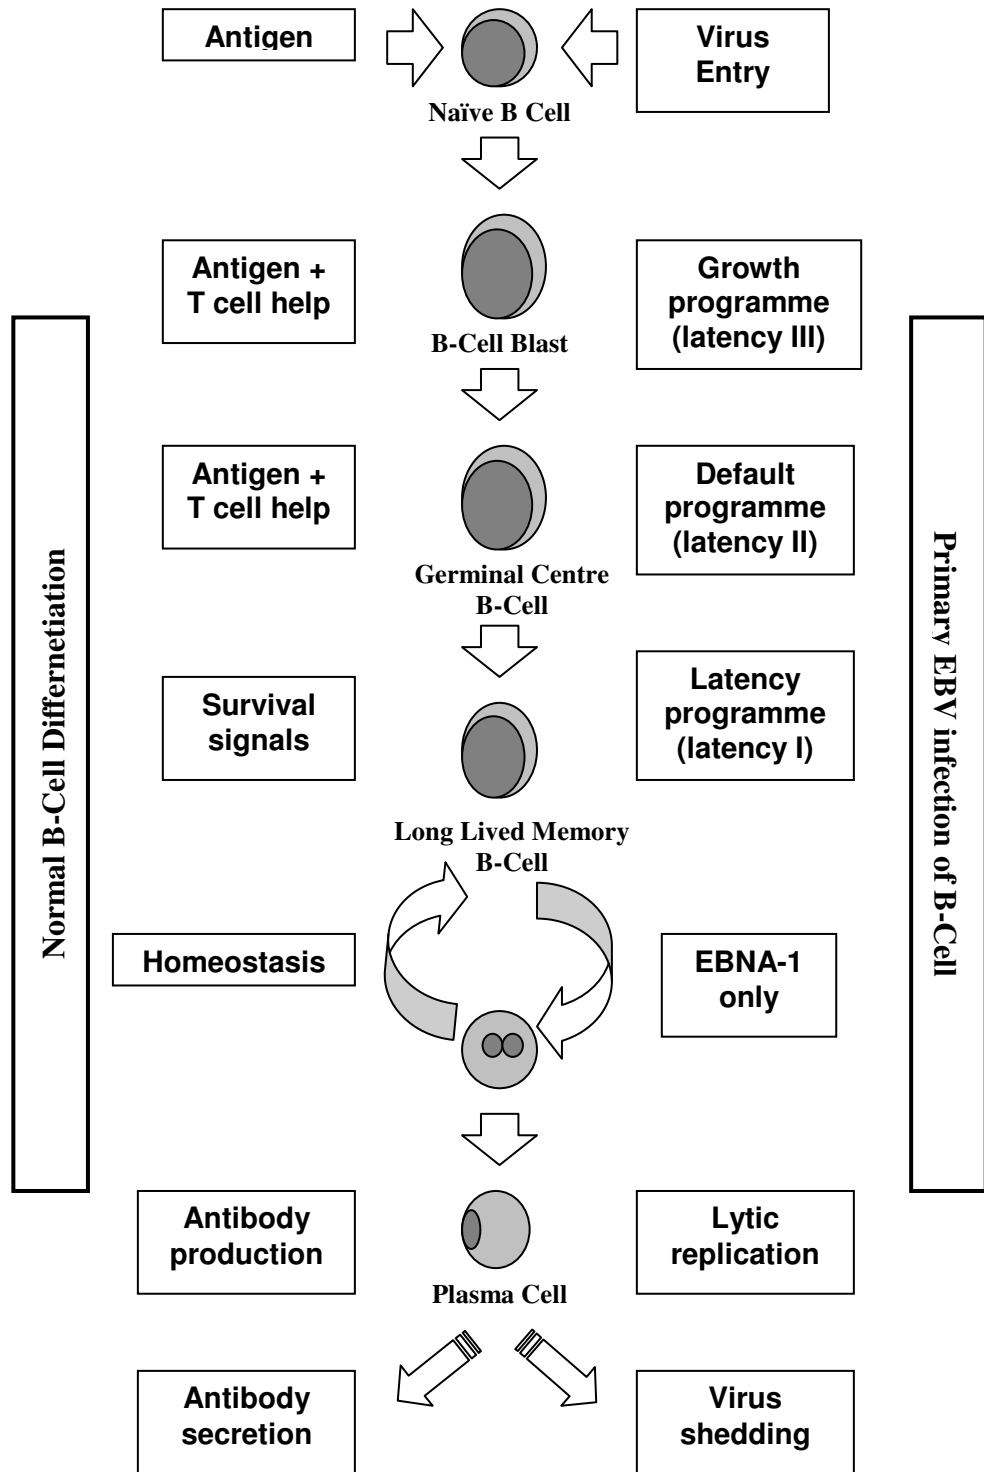 Antigen
Virus
Entry
Naïve B Cell
Antigen +
T cell help
Growth
programme
(latency III)
B-Cell Blast
Antigen +
T cell help
Default
programme
(latency II)
Germinal Centre
B-Cell
Survival
signals
Latency
programme
(latency I)
Long Lived Memory
B-Cell
Homeostasis
EBNA-1
only
Normal B-Cell Differnetiation
Primary EBV infection of B-Cell
Antibody
production
Lytic
replication
Plasma Cell
Antibody
secretion
Virus
shedding